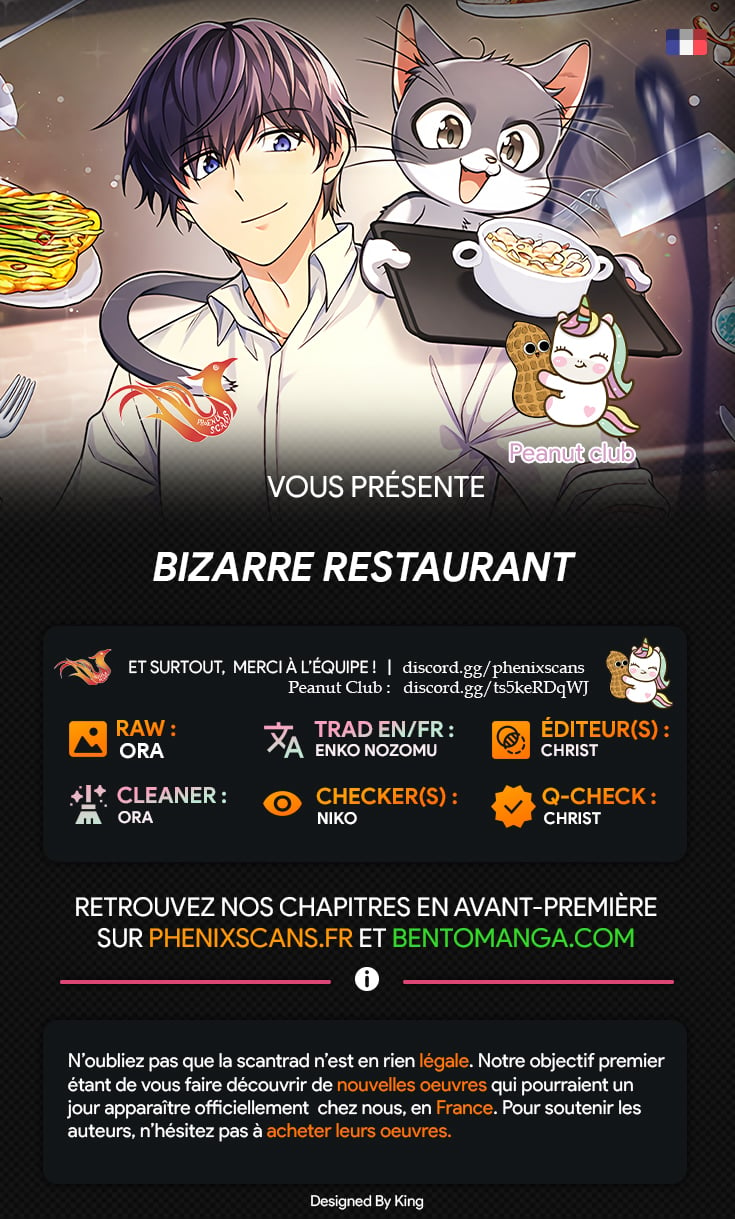 PHENIX
SCANS
Peanut club
VOUS PRÉSENTE
BIZARRE RESTAURANT
ET SURTOUT, MERCI À L'ÉQUIPE ! | discord.gg/phenixscans
Peanut Club : discord.gg/ts5keRDqWJ
RAW : TRAD EN/FR : ÉDITEUR(S) :
ORA ENKO NOZOMU CHRIST
CLEANER : CHECKER(S) : Q-CHECK :
ORA NIKO CHRIST
RETROUVEZ NOS CHAPITRES EN AVANT-PREMIÈRE
SUR PHENIXSCANS.FR ET BENTOMANGA.COM
N'oubliez pas que la scantrad n'est en rien légale. Notre objectif premier
étant de vous faire découvrir de nouvelles oeuvres qui pourraient un
jour apparaître officiellement chez nous, en France. Pour soutenir les
auteurs, n'hésitez pas à acheter leurs oeuvres.
Designed By King